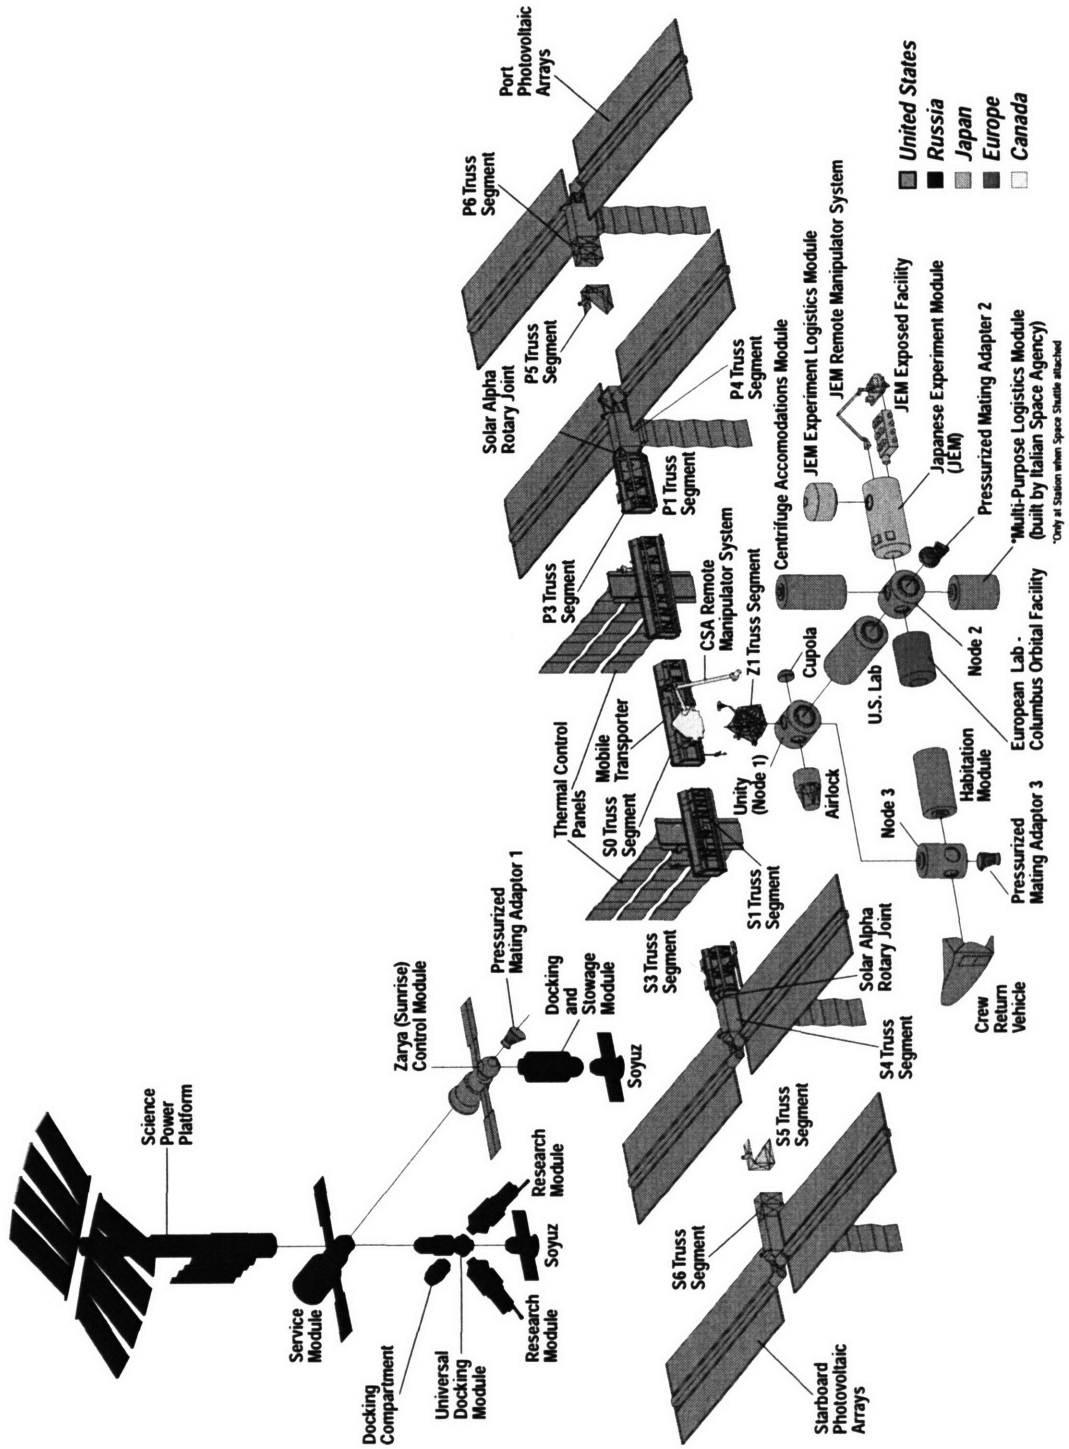 Science
Power
Platform
Service
Module
Docking
Compartment
Universal
Docking
Module
Research
Module
Soyuz
Research
Module
Zarya (Sunrise)
Control Module
Pressurized
Mating Adaptor 1
Docking
and
Stowage
Module
Soyuz
Starboard
Photovoltaic
Arrays
S6 Truss
Segment
S5 Truss
Segment
S4 Truss
Segment
Solar Alpha
Rotary Joint
S3 Truss
Segment
S1 Truss
Segment
Thermal Control
Panels
S0 Truss
Segment
Mobile
Transporter
CSA Remote
Manipulator System
Z1 Truss Segment
P3 Truss
Segment
P1 Truss
Segment
Solar Alpha
Rotary Joint
P4 Truss
Segment
P5 Truss
Segment
P6 Truss
Segment
Port
Photovoltaic
Arrays
Unity
(Node 1)
Airlock
Cupola
U.S. Lab
Node 3
Habitation
Module
Pressurized
Mating Adaptor 3
Crew
Return
Vehicle
Node 2
European Lab -
Columbus Orbital Facility
Centrifuge Accomodations Module
JEM Experiment Logistics Module
JEM Remote Manipulator System
JEM Exposed Facility
Japanese Experiment Module
(JEM)
Pressurized Mating Adapter 2
*Multi-Purpose Logistics Module
(built by Italian Space Agency)
*Only at Station when Space Shuttle attached
United States
Russia
Japan
Europe
Canada